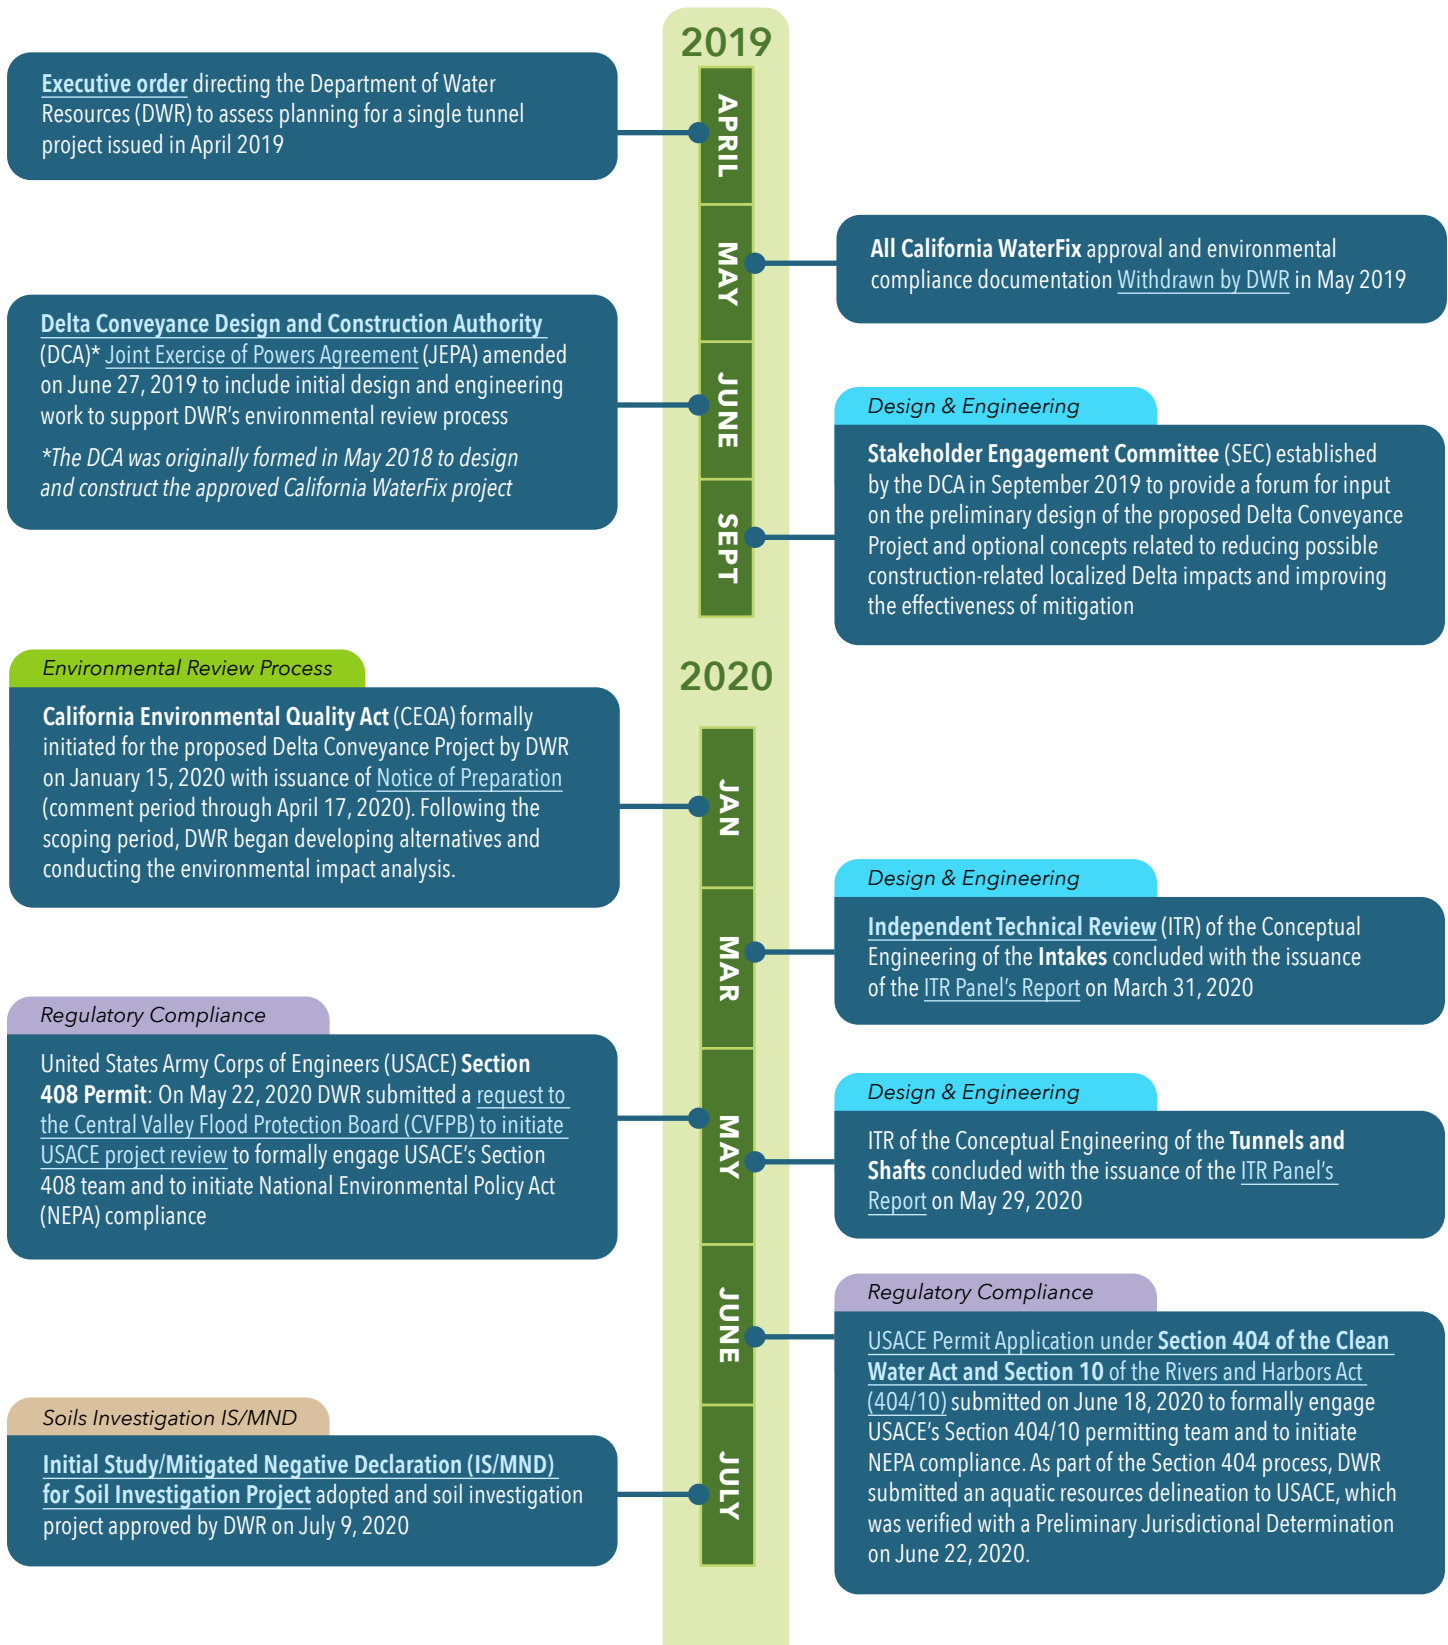 2019
Executive order directing the Department of Water
Resources (DWR) to assess planning for a single tunnel
project issued in April 2019
APRIL
MAY
All California WaterFix approval and environmental
compliance documentation Withdrawn by DWR in May 2019
Delta Conveyance Design and Construction Authority
(DCA)* Joint Exercise of Powers Agreement (JEPA) amended
on June 27, 2019 to include initial design and engineering
work to support DWR’s environmental review process
*The DCA was originally formed in May 2018 to design
and construct the approved California WaterFix project
JUNE
Design & Engineering
Stakeholder Engagement Committee (SEC) established
by the DCA in September 2019 to provide a forum for input
on the preliminary design of the proposed Delta Conveyance
Project and optional concepts related to reducing possible
construction-related localized Delta impacts and improving
the effectiveness of mitigation
SEPT
2020
Environmental Review Process
California Environmental Quality Act (CEQA) formally
initiated for the proposed Delta Conveyance Project by DWR
on January 15, 2020 with issuance of Notice of Preparation
(comment period through April 17, 2020). Following the
scoping period, DWR began developing alternatives and
conducting the environmental impact analysis.
JAN
Design & Engineering
Independent Technical Review (ITR) of the Conceptual
Engineering of the Intakes concluded with the issuance
of the ITR Panel’s Report on March 31, 2020
MAR
Regulatory Compliance
United States Army Corps of Engineers (USACE) Section
408 Permit: On May 22, 2020 DWR submitted a request to
the Central Valley Flood Protection Board (CVFPB) to initiate
USACE project review to formally engage USACE’s Section
408 team and to initiate National Environmental Policy Act
(NEPA) compliance
MAY
Design & Engineering
ITR of the Conceptual Engineering of the Tunnels and
Shafts concluded with the issuance of the ITR Panel’s
Report on May 29, 2020
JUNE
Regulatory Compliance
USACE Permit Application under Section 404 of the Clean
Water Act and Section 10 of the Rivers and Harbors Act
(404/10) submitted on June 18, 2020 to formally engage
USACE’s Section 404/10 permitting team and to initiate
NEPA compliance. As part of the Section 404 process, DWR
submitted an aquatic resources delineation to USACE, which
was verified with a Preliminary Jurisdictional Determination
on June 22, 2020.
Soils Investigation IS/MND
Initial Study/Mitigated Negative Declaration (IS/MND)
for Soil Investigation Project adopted and soil investigation
project approved by DWR on July 9, 2020
JULY